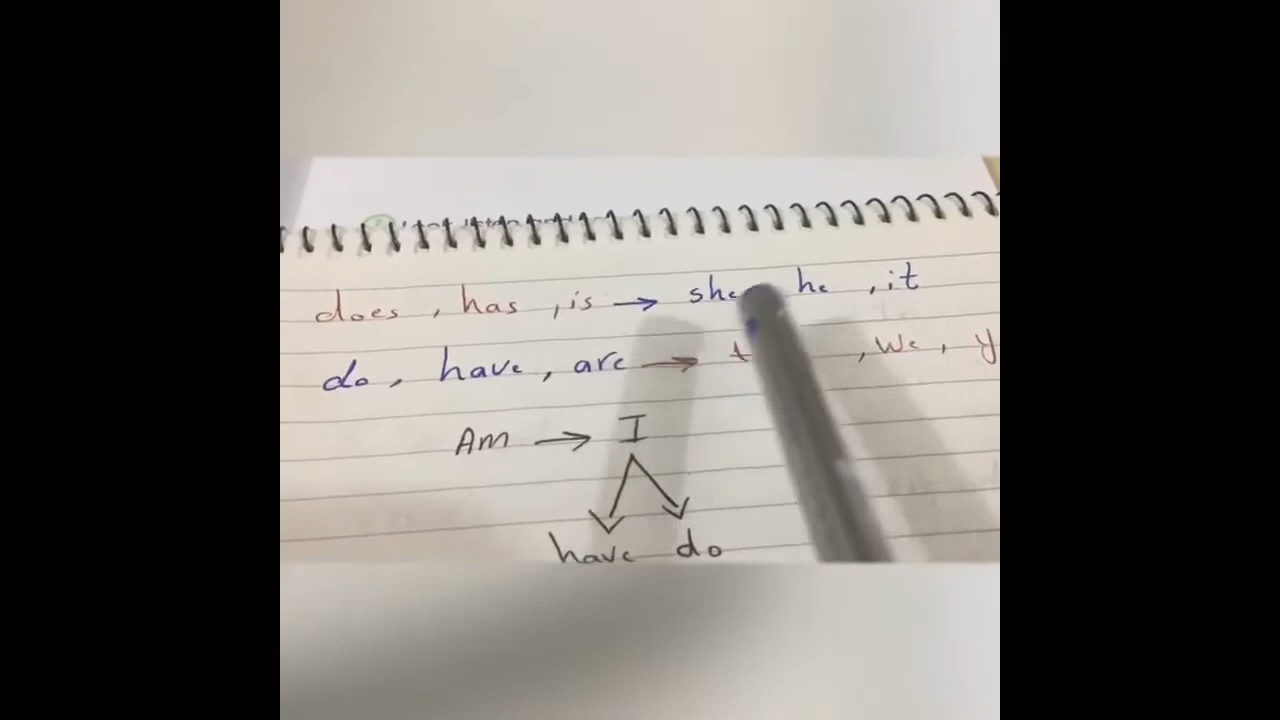 does, has, is → she he, it
do, have, are → , we,
Am → I
have do